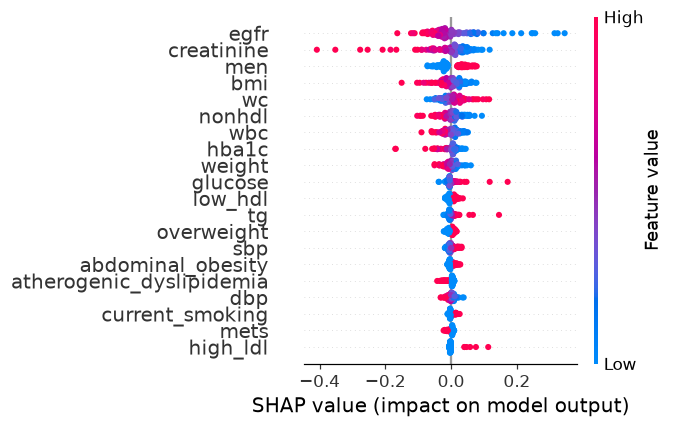 High
egfr
creatinine
men
bmi
wc
nonhdl
wbc
hba1c
weight
glucose
low_hdl
tg
overweight
sbp
abdominal_obesity
atherogenic_dyslipidemia
dbp
current_smoking
mets
high_ldl
Feature value
Low
−0.4 −0.2 0.0 0.2
SHAP value (impact on model output)